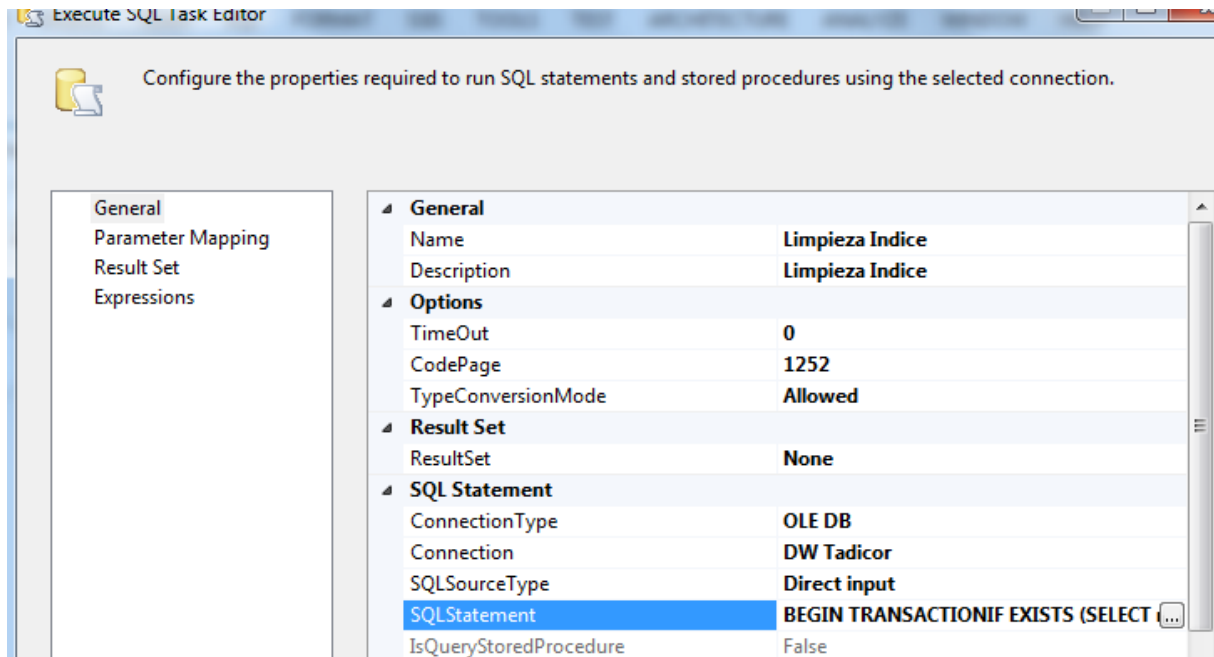 Execute SQL Task Editor
Configure the properties required to run SQL statements and stored procedures using the selected connection.
General
Parameter Mapping
Result Set
Expressions
General
Name Limpieza Indice
Description Limpieza Indice
Options
TimeOut 0
CodePage 1252
TypeConversionMode Allowed
Result Set
ResultSet None
SQL Statement
ConnectionType OLE DB
Connection DW Tadicor
SQLSourceType Direct input
SQLStatement BEGIN TRANSACTIONIF EXISTS (SELECT ...
IsQueryStoredProcedure False